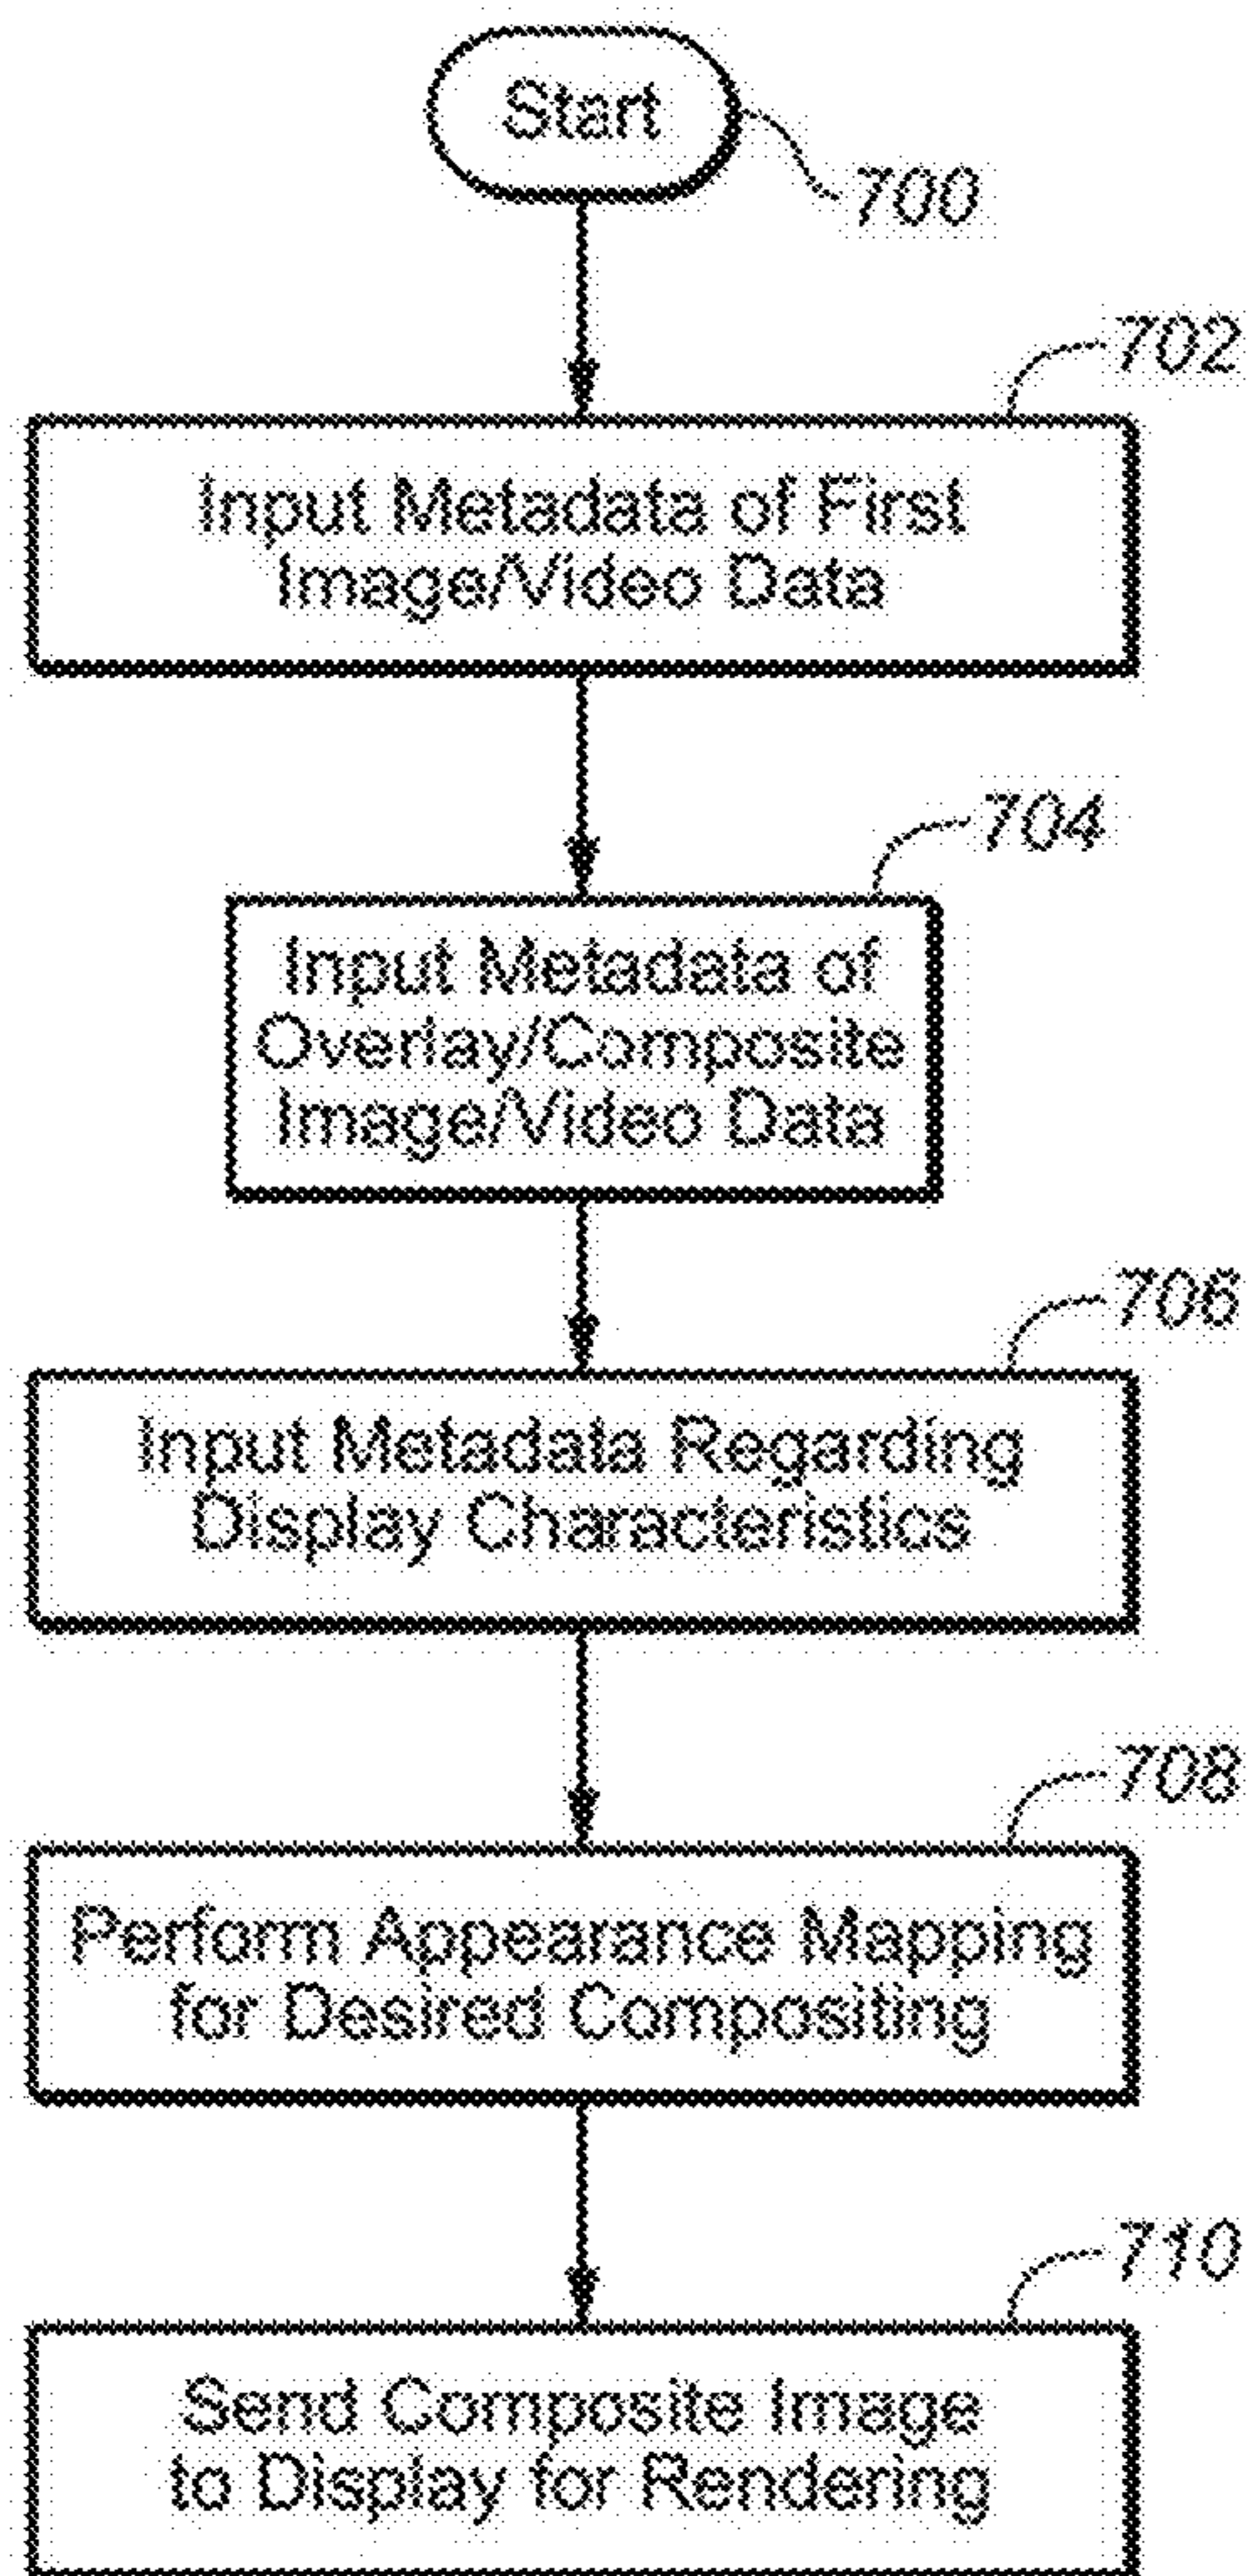 Start
700
702
Input Metadata of First
Image/Video Data
704
Input Metadata of
Overlay/Composite
Image/Video Data
706
Input Metadata Regarding
Display Characteristics
708
Perform Appearance Mapping
for Desired Compositing
710
Send Composite Image
to Display for Rendering